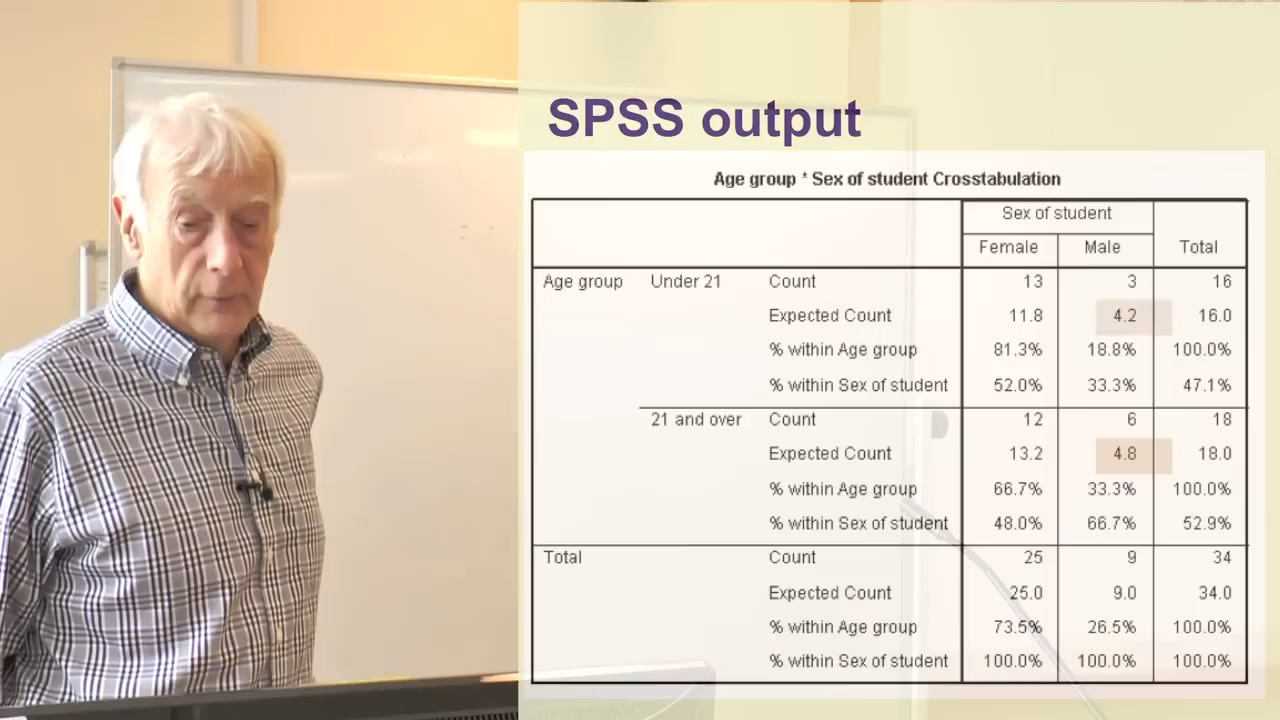 SPSS output
Age group * Sex of student Crosstabulation
Sex of student
Female Male Total
Age group Under 21 Count 13 3 16
Expected Count 11.8 4.2 16.0
% within Age group 81.3% 18.8% 100.0%
% within Sex of student 52.0% 33.3% 47.1%
21 and over Count 12 6 18
Expected Count 13.2 4.8 18.0
% within Age group 66.7% 33.3% 100.0%
% within Sex of student 48.0% 66.7% 52.9%
Total Count 25 9 34
Expected Count 25.0 9.0 34.0
% within Age group 73.5% 26.5% 100.0%
% within Sex of student 100.0% 100.0% 100.0%